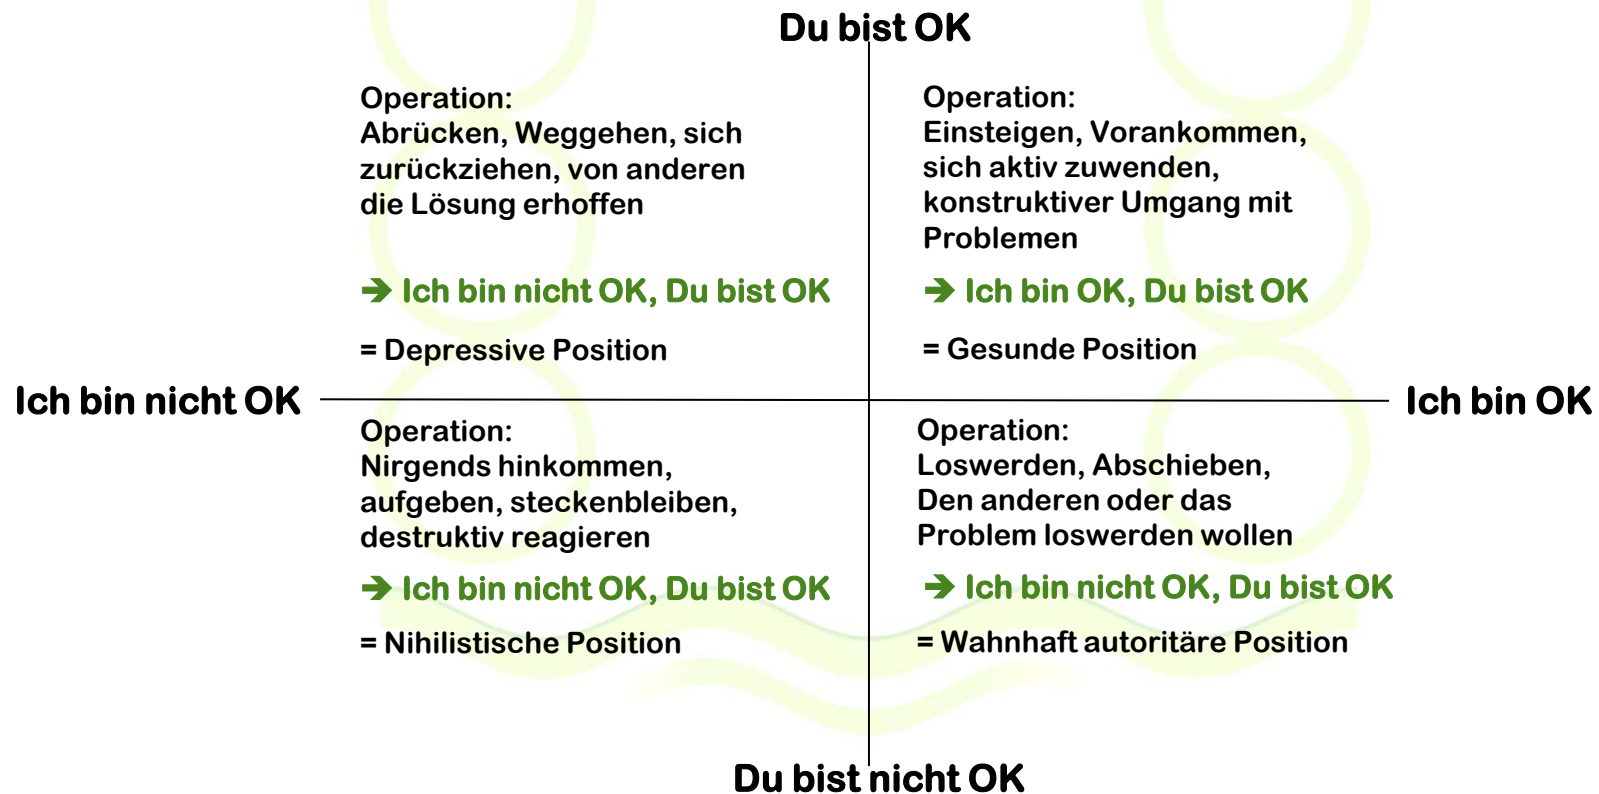 Du bist OK
Operation:
Abrücken, Weggehen, sich
zurückziehen, von anderen
die Lösung erhoffen
➔ Ich bin nicht OK, Du bist OK
= Depressive Position
Operation:
Einsteigen, Vorankommen,
sich aktiv zuwenden,
konstruktiver Umgang mit
Problemen
➔ Ich bin OK, Du bist OK
= Gesunde Position
Ich bin nicht OK
Ich bin OK
Operation:
Nirgends hinkommen,
aufgeben, steckenbleiben,
destruktiv reagieren
➔ Ich bin nicht OK, Du bist OK
= Nihilistische Position
Operation:
Loswerden, Abschieben,
Den anderen oder das
Problem loswerden wollen
➔ Ich bin nicht OK, Du bist OK
= Wahnhaft autoritäre Position
Du bist nicht OK